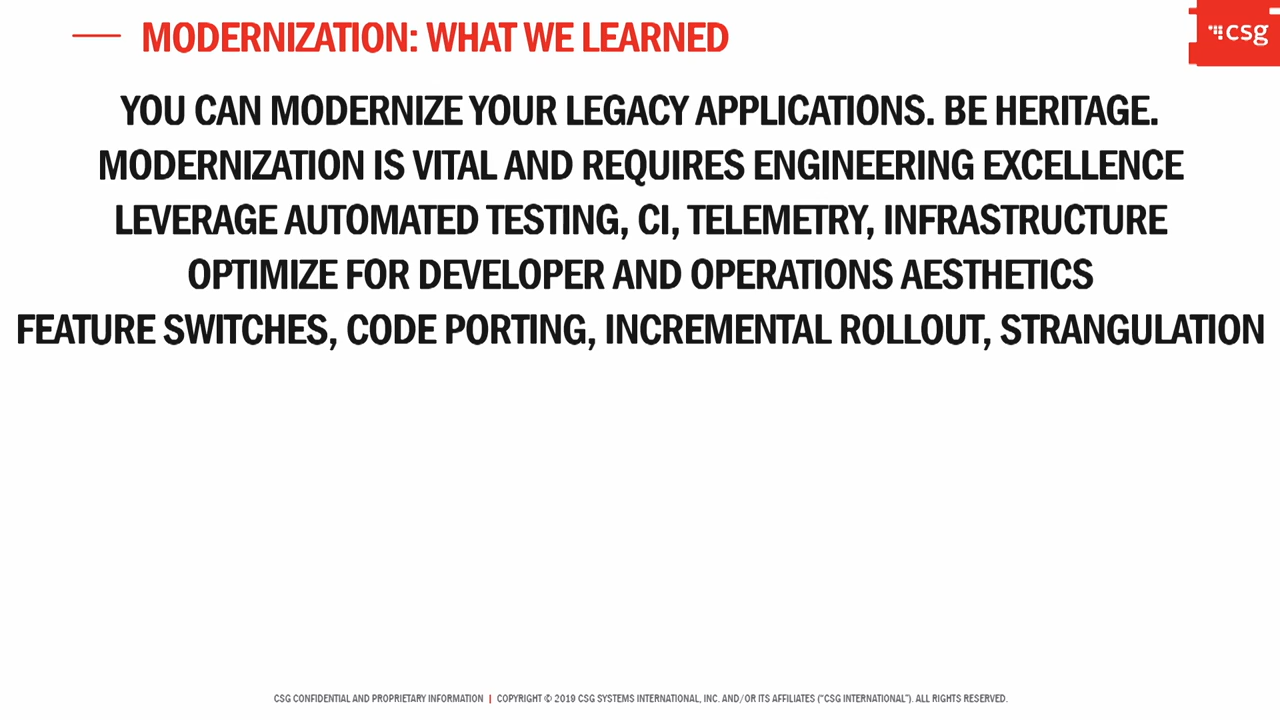 MODERNIZATION: WHAT WE LEARNED
csg
YOU CAN MODERNIZE YOUR LEGACY APPLICATIONS. BE HERITAGE.
MODERNIZATION IS VITAL AND REQUIRES ENGINEERING EXCELLENCE
LEVERAGE AUTOMATED TESTING, CI, TELEMETRY, INFRASTRUCTURE
OPTIMIZE FOR DEVELOPER AND OPERATIONS AESTHETICS
FEATURE SWITCHES, CODE PORTING, INCREMENTAL ROLLOUT, STRANGULATION
CSG CONFIDENTIAL AND PROPRIETARY INFORMATION | COPYRIGHT © 2019 CSG SYSTEMS INTERNATIONAL, INC. AND/OR ITS AFFILIATES ("CSG INTERNATIONAL"). ALL RIGHTS RESERVED.